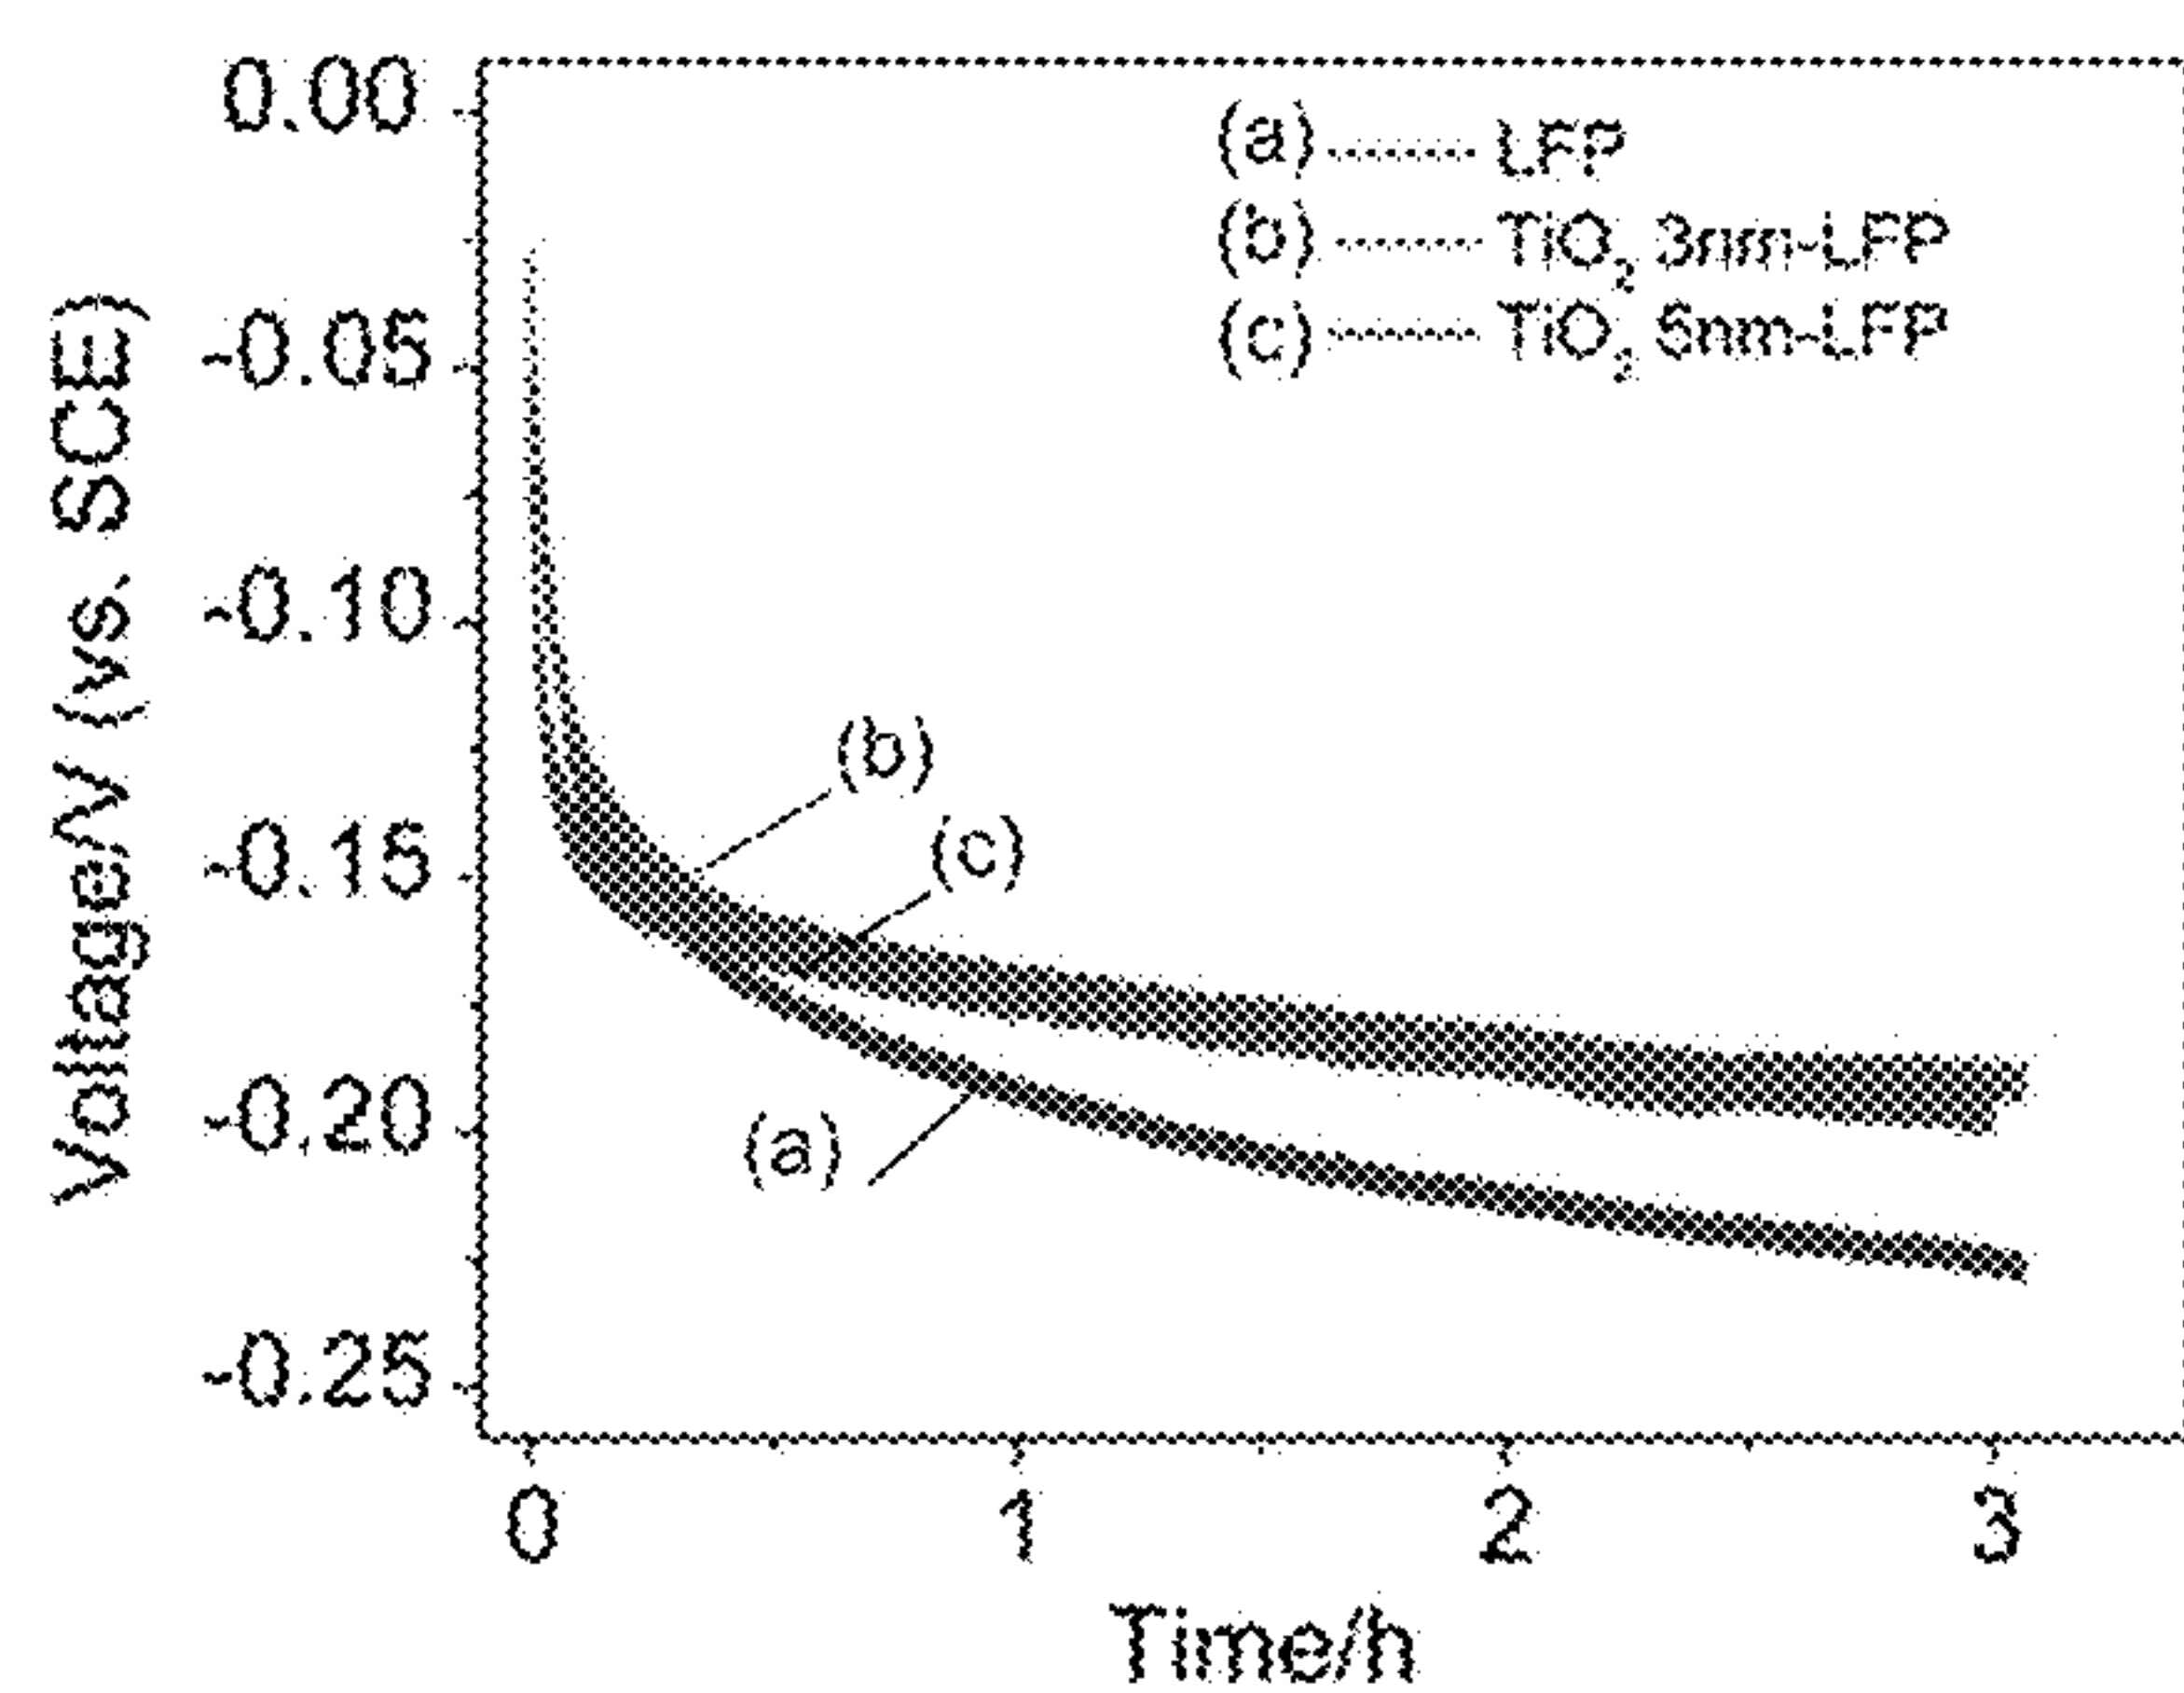 Voltage/V (vs. SCE)
0.00
-0.05
-0.10
-0.15
-0.20
-0.25
(a) LFP
(b) TiO₂ 3nm-LFP
(c) TiO₂ 5nm-LFP
(b)
(c)
(a)
0 1 2 3
Time/h